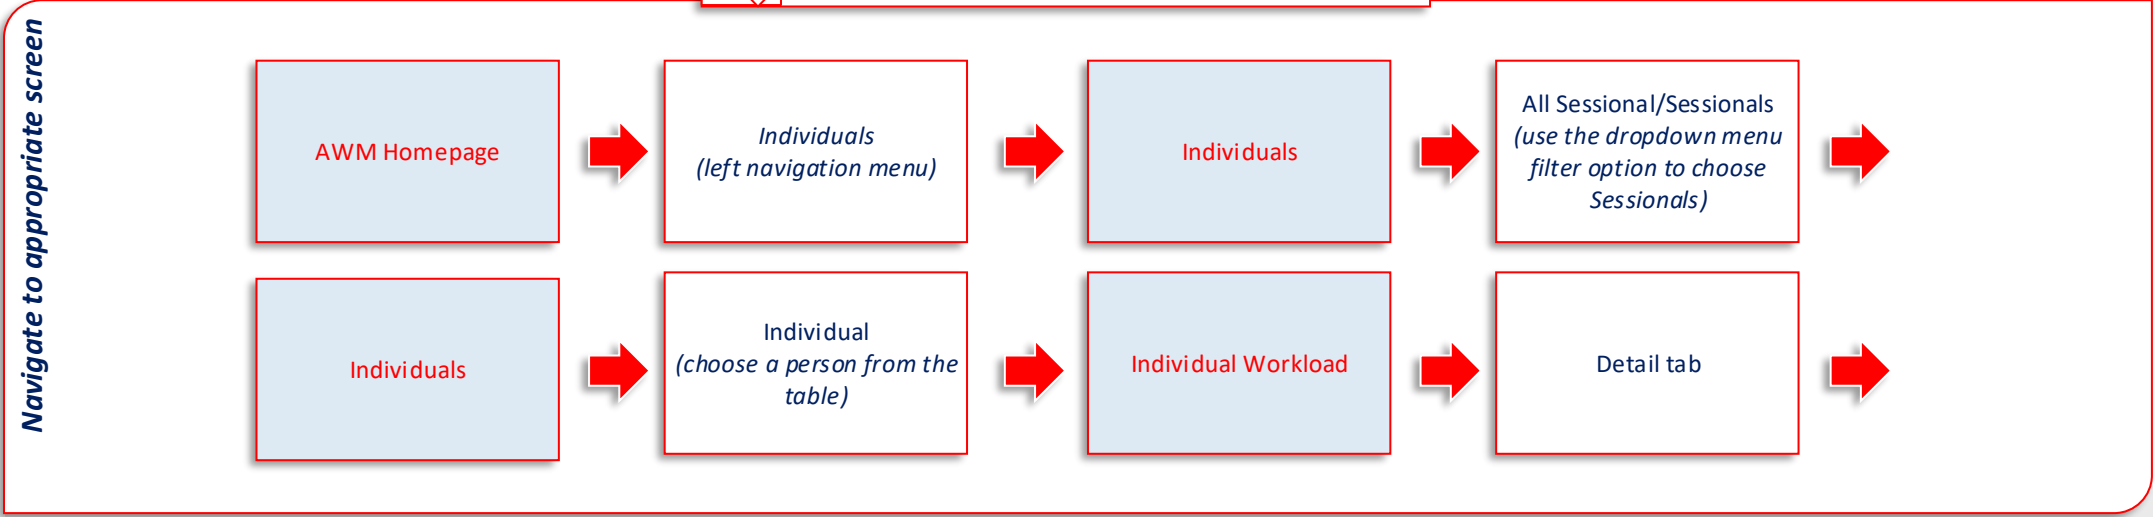 Navigate to appropriate screen
AWM Homepage
Individuals
(left navigation menu)
Individuals
All Sessional/Sessionals
(use the dropdown menu
filter option to choose
Sessionals)
Individuals
Individual
(choose a person from the
table)
Individual Workload
Detail tab